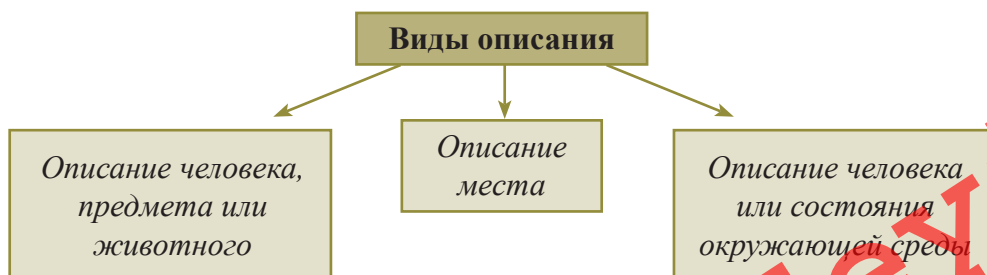 Виды описания
Описание человека,
предмета или
животного
Описание
места
Описание человека
или состояния
окружающей среды